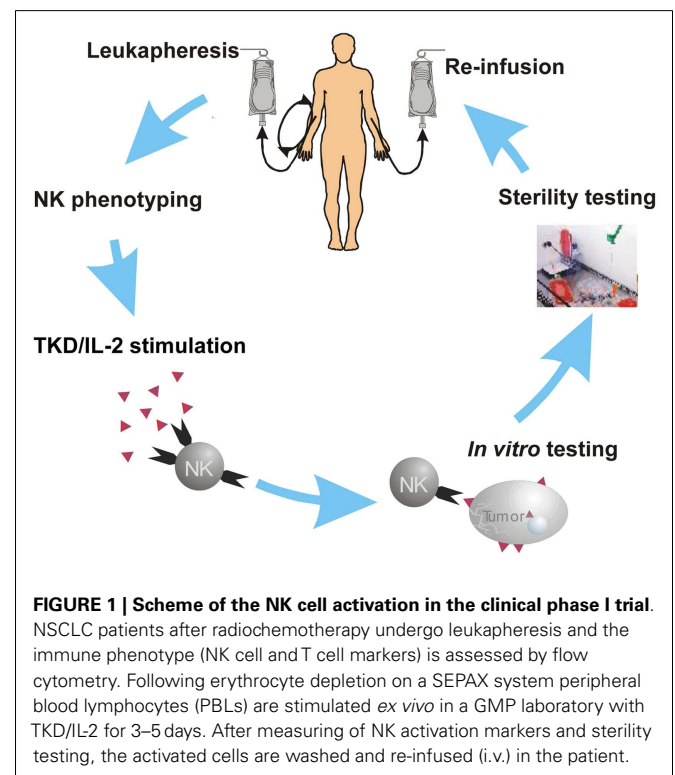 Leukapheresis
Re-infusion
NK phenotyping
Sterility testing
TKD/IL-2 stimulation
In vitro testing
NK
NK
Tumor
FIGURE 1 | Scheme of the NK cell activation in the clinical phase I trial.
NSCLC patients after radiochemotherapy undergo leukapheresis and the
immune phenotype (NK cell and T cell markers) is assessed by flow
cytometry. Following erythrocyte depletion on a SEPAX system peripheral
blood lymphocytes (PBLs) are stimulated ex vivo in a GMP laboratory with
TKD/IL-2 for 3–5 days. After measuring of NK activation markers and sterility
testing, the activated cells are washed and re-infused (i.v.) in the patient.